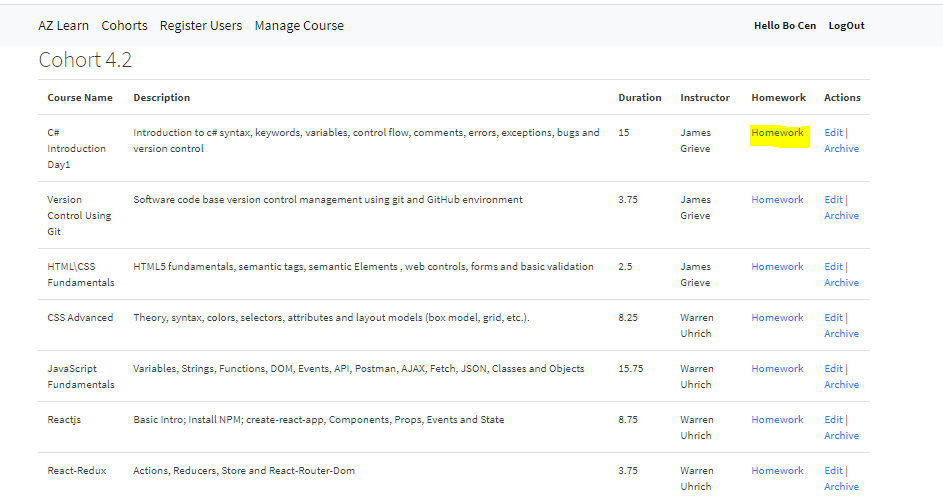 AZ Learn Cohorts Register Users Manage Course Hello Bo Cen LogOut
Cohort 4.2
Course Name Description Duration Instructor Homework Actions
C# Introduction to c# syntax, keywords, variables, control flow, comments, errors, exceptions, bugs and 15 James Homework Edit |
Introduction version control Grieve Archive
Day1
Version Software code base version control management using git and GitHub environment 3.75 James Homework Edit |
Control Using Grieve Archive
Git
HTML\CSS HTML5 fundamentals, semantic tags, semantic Elements , web controls, forms and basic validation 2.5 James Homework Edit |
Fundamentals Grieve Archive
CSS Advanced Theory, syntax, colors, selectors, attributes and layout models (box model, grid, etc.). 8.25 Warren Homework Edit |
Uhrich Archive
JavaScript Variables, Strings, Functions, DOM, Events, API, Postman, AJAX, Fetch, JSON, Classes and Objects 15.75 Warren Homework Edit |
Fundamentals Uhrich Archive
Reactjs Basic Intro; Install NPM; create-react-app, Components, Props, Events and State 8.75 Warren Homework Edit |
Uhrich Archive
React-Redux Actions, Reducers, Store and React-Router-Dom 3.75 Warren Homework Edit |
Uhrich Archive